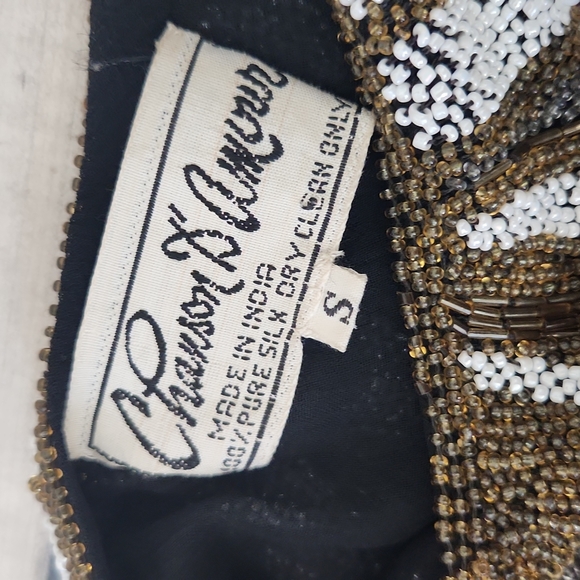 Chanson D'Amour
MADE IN INDIA
100% PURE SILK DRY CLEAN ONLY
S